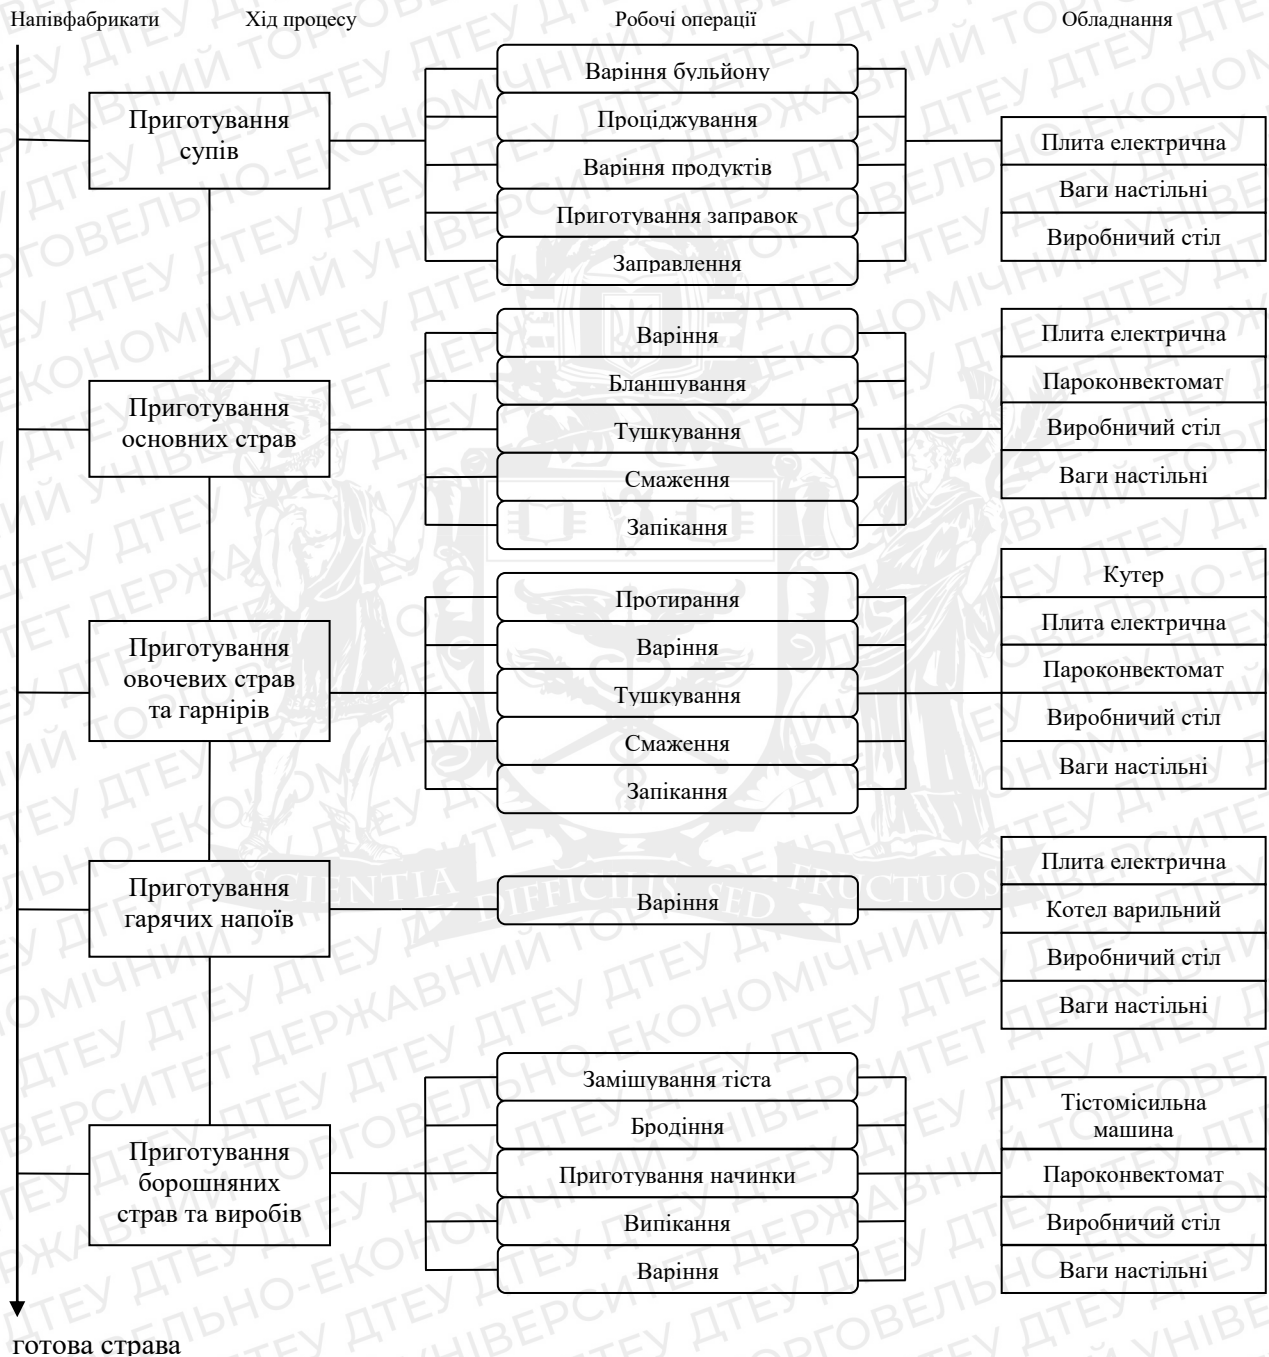 Напівфабрикати
Хід процесу
Робочі операції
Обладнання
Приготування
супів
Варіння бульйону
Проціджування
Варіння продуктів
Приготування заправок
Заправлення
Плита електрична
Ваги настільні
Виробничий стіл
Приготування
основних страв
Варіння
Бланшування
Тушкування
Смаження
Запікання
Плита електрична
Пароконвектомат
Виробничий стіл
Ваги настільні
Приготування
овочевих страв
та гарнірів
Протирання
Варіння
Тушкування
Смаження
Запікання
Кутер
Плита електрична
Пароконвектомат
Виробничий стіл
Ваги настільні
Приготування
гарячих напоїв
Варіння
Плита електрична
Котел варильний
Виробничий стіл
Ваги настільні
Приготування
борошняних
страв та виробів
Замішування тіста
Бродіння
Приготування начинки
Випікання
Варіння
Тістомісильна
машина
Пароконвектомат
Виробничий стіл
Ваги настільні
готова страва
SCIENTIA DIFFICILIS SED FRUCTUOSA